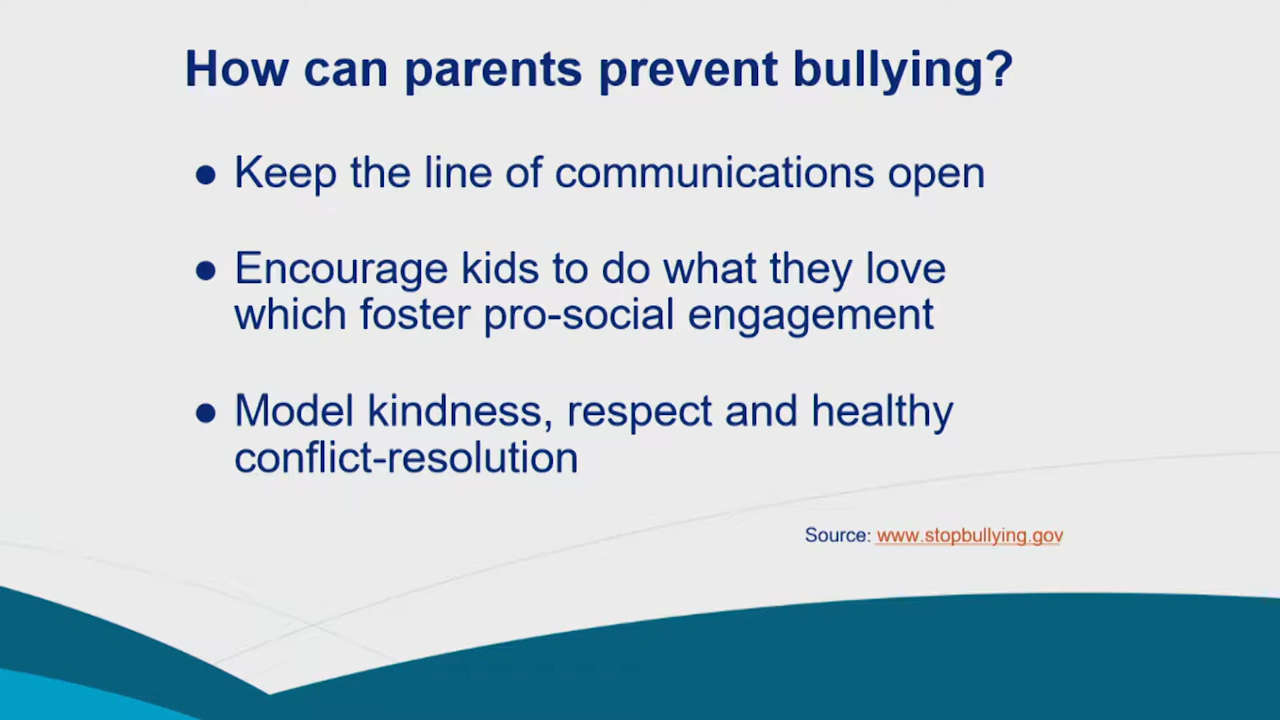 How can parents prevent bullying?
● Keep the line of communications open
● Encourage kids to do what they love
which foster pro-social engagement
● Model kindness, respect and healthy
conflict-resolution
Source: www.stopbullying.gov